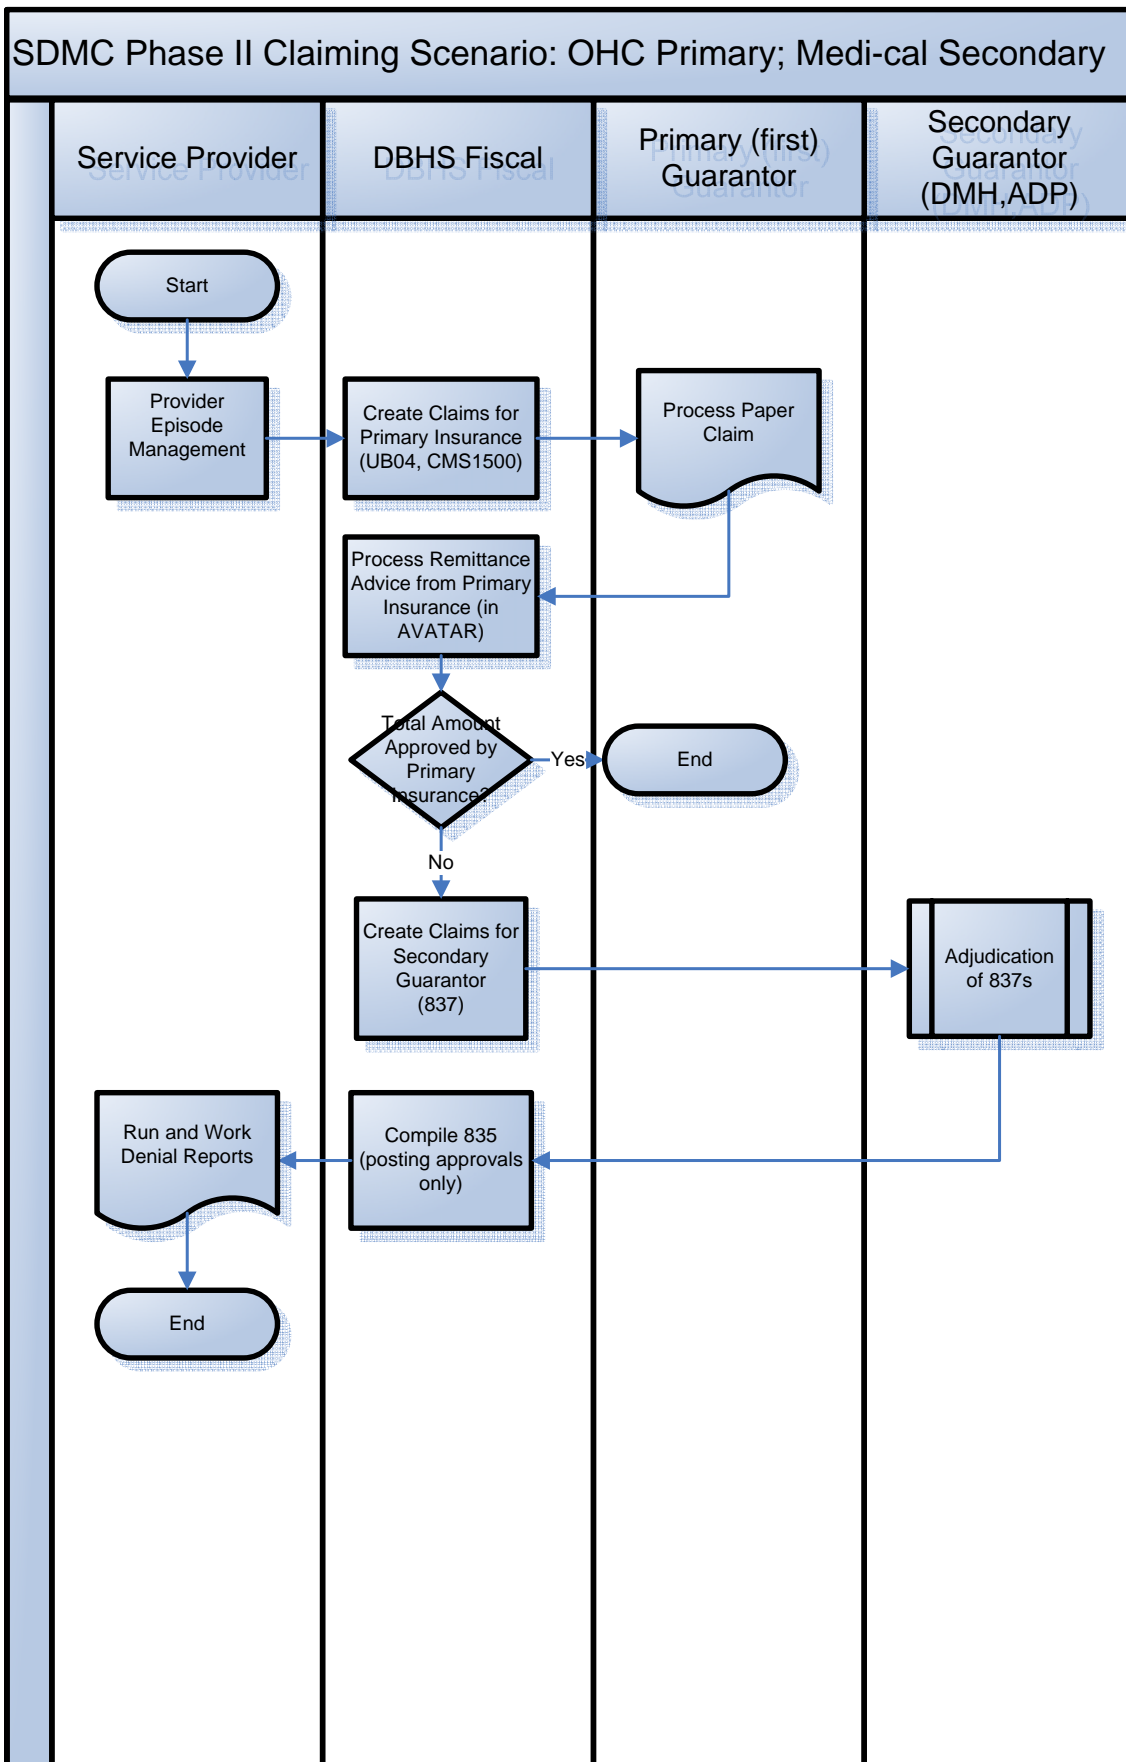 SDMC Phase II Claiming Scenario: OHC Primary; Medi-cal Secondary
Service Provider
DBHS Fiscal
Primary (first)
Guarantor
Secondary
Guarantor
(DMH,ADP)
Start
Provider
Episode
Management
Create Claims for
Primary Insurance
(UB04, CMS1500)
Process Paper
Claim
Process Remittance
Advice from Primary
Insurance (in
AVATAR)
Total Amount
Approved by
Primary
Insurance?
Yes
End
No
Create Claims for
Secondary
Guarantor
(837)
Adjudication
of 837s
Run and Work
Denial Reports
Compile 835
(posting approvals
only)
End